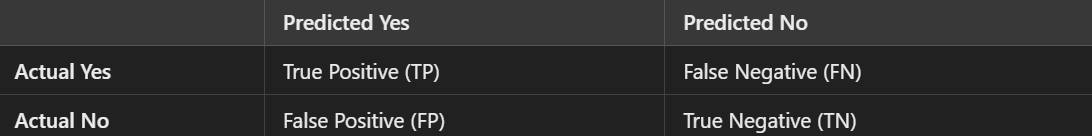 Predicted Yes Predicted No
Actual Yes True Positive (TP) False Negative (FN)
Actual No False Positive (FP) True Negative (TN)